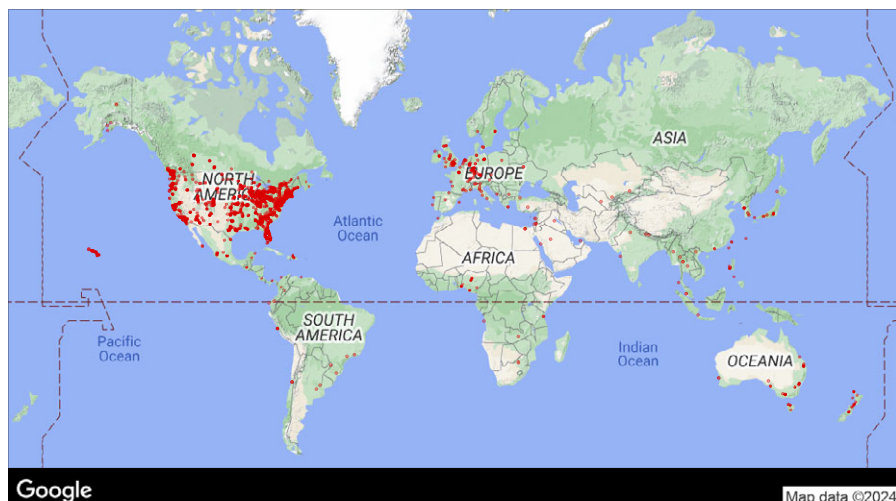 ASIA
NORTH
AMERICA
EUROPE
Atlantic
Ocean
AFRICA
SOUTH
AMERICA
Pacific
Ocean
Indian
Ocean
OCEANIA
Google
Map data ©2024